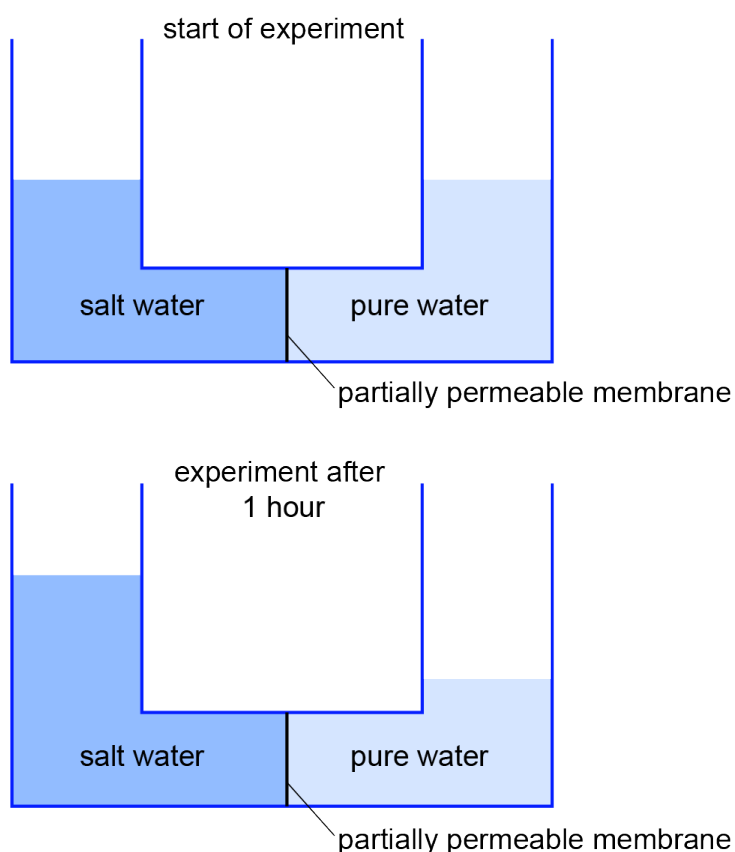 start of experiment
salt water
pure water
partially permeable membrane
experiment after
1 hour
salt water
pure water
partially permeable membrane